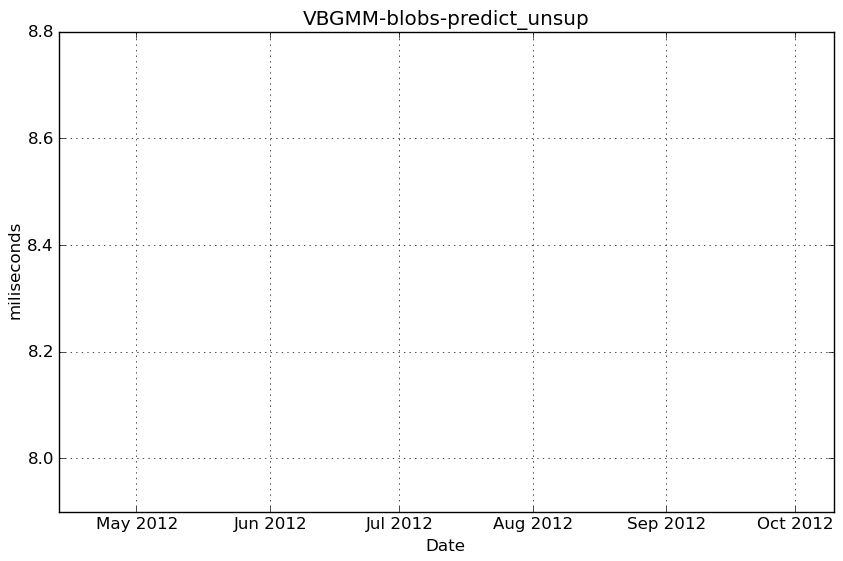 VBGMM-blobs-predict_unsup
8.8
8.6
8.4
8.2
8.0
miliseconds
May 2012 Jun 2012 Jul 2012 Aug 2012 Sep 2012 Oct 2012
Date